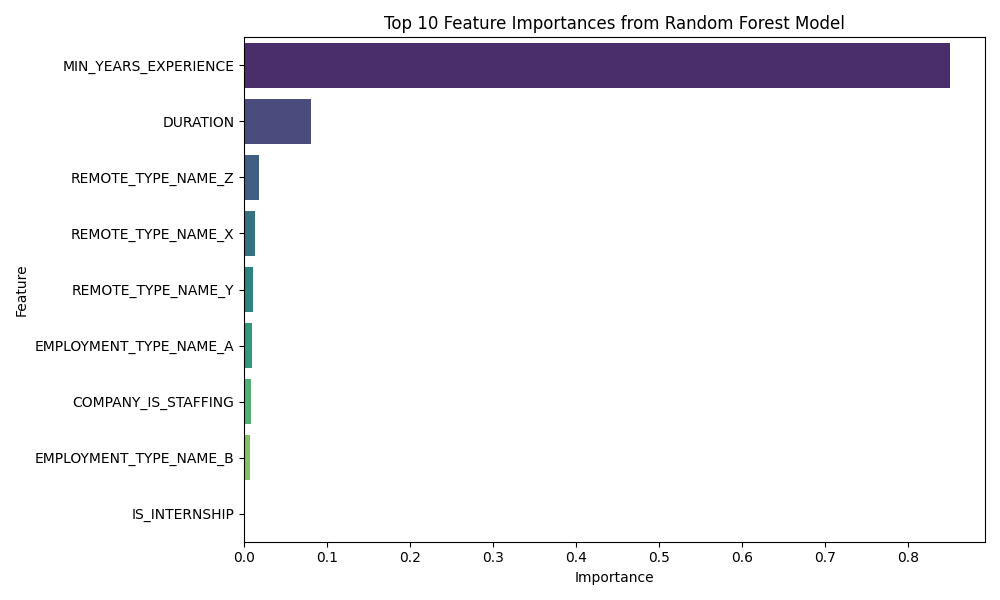 Top 10 Feature Importances from Random Forest Model
MIN_YEARS_EXPERIENCE
DURATION
REMOTE_TYPE_NAME_Z
REMOTE_TYPE_NAME_X
REMOTE_TYPE_NAME_Y
EMPLOYMENT_TYPE_NAME_A
COMPANY_IS_STAFFING
EMPLOYMENT_TYPE_NAME_B
IS_INTERNSHIP
Feature
0.0 0.1 0.2 0.3 0.4 0.5 0.6 0.7 0.8
Importance